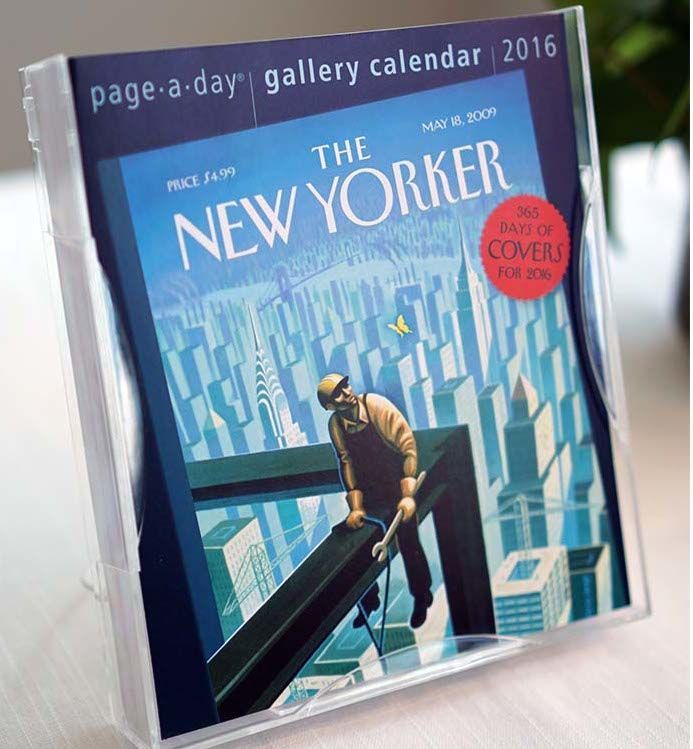 page·a·day® | gallery calendar | 2016
MAY 18, 2009
PRICE $4.99
THE
NEW YORKER
365
DAYS OF
COVERS
FOR 2016